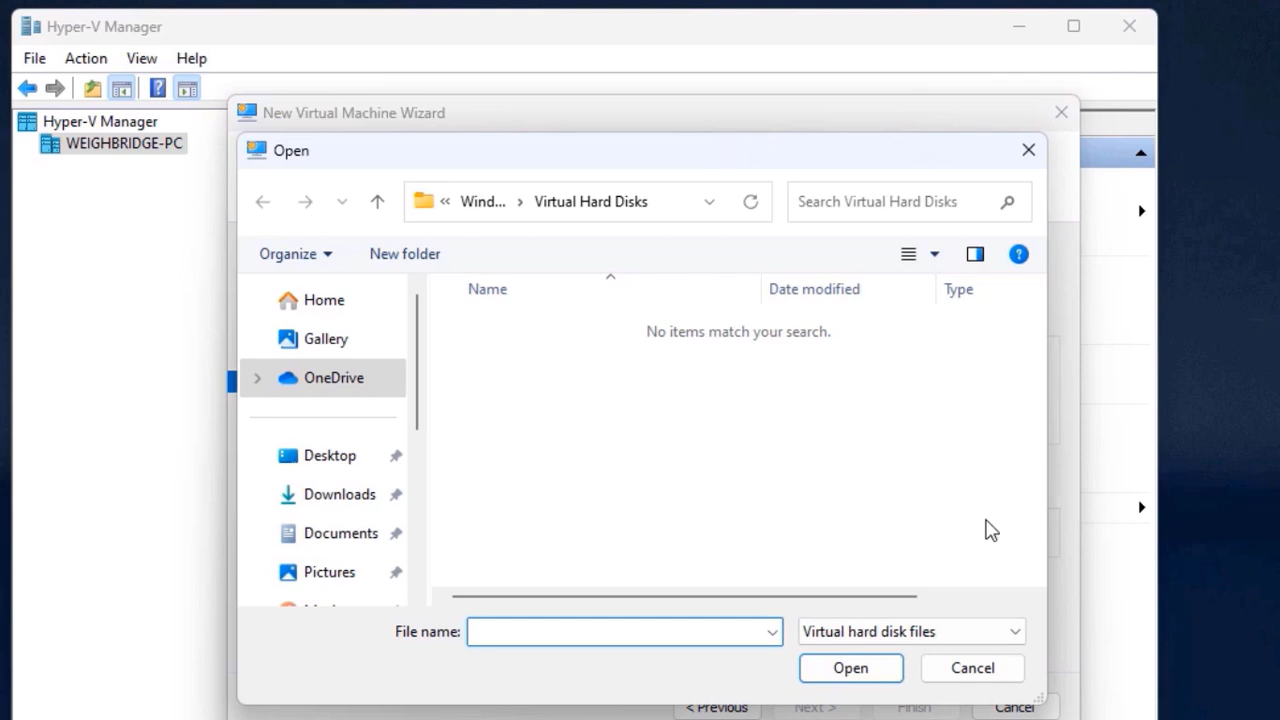 Hyper-V Manager
File Action View Help
Hyper-V Manager
WEIGHBRIDGE-PC
New Virtual Machine Wizard
Open
« Wind... > Virtual Hard Disks
Search Virtual Hard Disks
Organize
New folder
Name
Date modified
Type
No items match your search.
Home
Gallery
OneDrive
Desktop
Downloads
Documents
Pictures
File name:
Virtual hard disk files
Open
Cancel
< Previous
Next >
Finish
Cancel